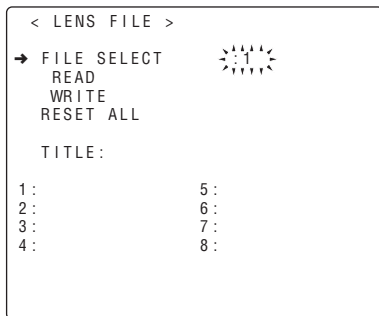 < LENS FILE >
➔ FILE SELECT :1
READ
WRITE
RESET ALL
TITLE:
1: 5:
2: 6:
3: 7:
4: 8: